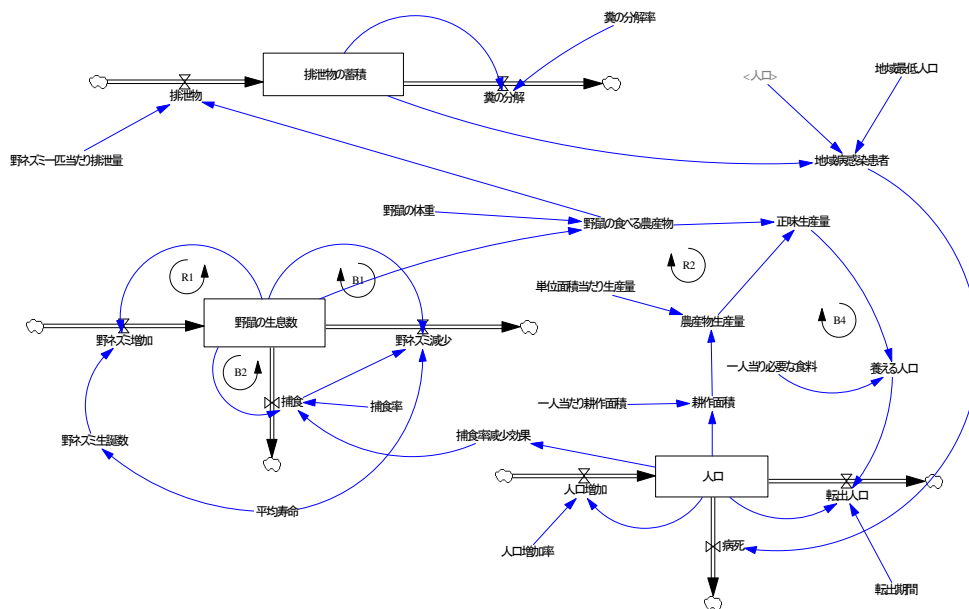 糞の分解率
排泄物の蓄積
<人口>
地域最低人口
排泄物
糞の分解
野ネズミ一匹当たり排泄量
地域病感染患者
野鼠の体重
野鼠の食べる農産物
正味生産量
R1
B1
R2
単位面積当たり生産量
野鼠の生息数
農産物生産量
B4
野ネズミ増加
野ネズミ減少
B2
一人当り必要な食料
養える人口
捕食
捕食率
一人当たり耕作面積
耕作面積
野ネズミ生誕数
捕食率減少効果
人口
人口増加
転出人口
平均寿命
人口増加率
病死
転出期間